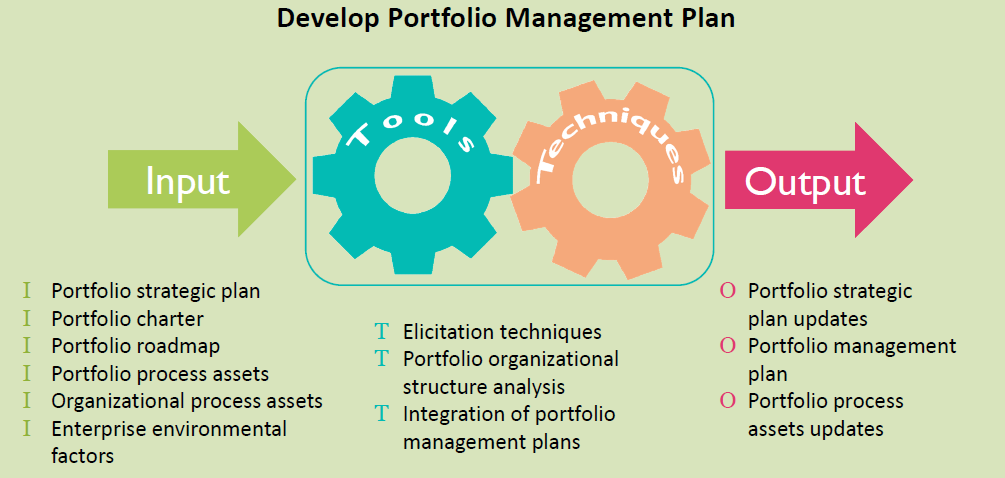 Develop Portfolio Management Plan
Input
Tools
Techniques
Output
I Portfolio strategic plan
I Portfolio charter
I Portfolio roadmap
I Portfolio process assets
I Organizational process assets
I Enterprise environmental
factors
T Elicitation techniques
T Portfolio organizational
structure analysis
T Integration of portfolio
management plans
O Portfolio strategic
plan updates
O Portfolio management
plan
O Portfolio process
assets updates